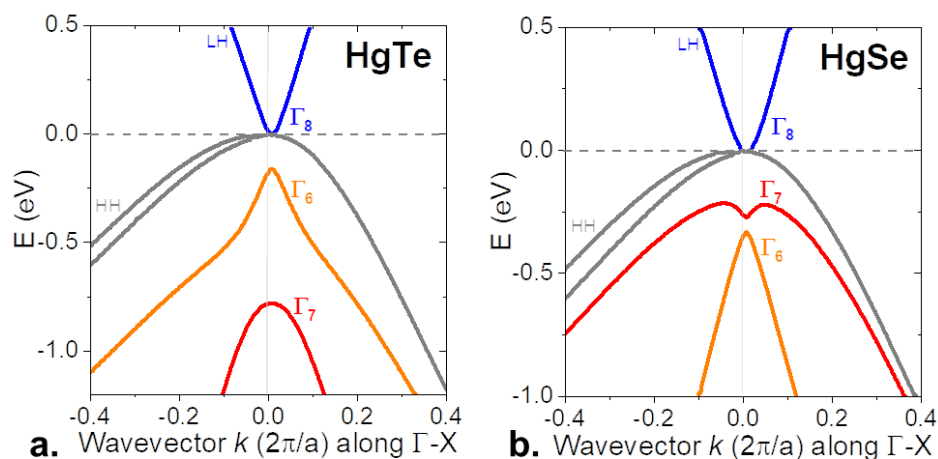 HgTe
0.5
0.0
-0.5
-1.0
E (eV)
LH
Γ8
HH
Γ6
Γ7
-0.4 -0.2 0.0 0.2 0.4
a. Wavevector k (2π/a) along Γ-X
HgSe
0.5
0.0
-0.5
-1.0
E (eV)
LH
Γ8
HH
Γ7
Γ6
-0.4 -0.2 0.0 0.2 0.4
b. Wavevector k (2π/a) along Γ-X